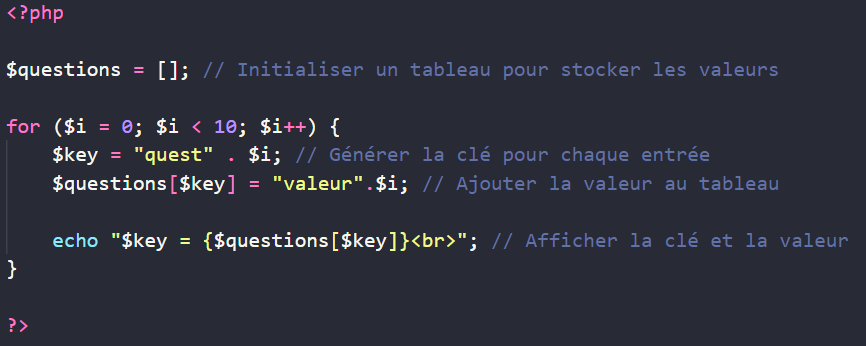 <?php
$questions = []; // Initialiser un tableau pour stocker les valeurs
for ($i = 0; $i < 10; $i++) {
$key = "quest" . $i; // Générer la clé pour chaque entrée
$questions[$key] = "valeur".$i; // Ajouter la valeur au tableau
echo "$key = {$questions[$key]}<br>"; // Afficher la clé et la valeur
}
?>